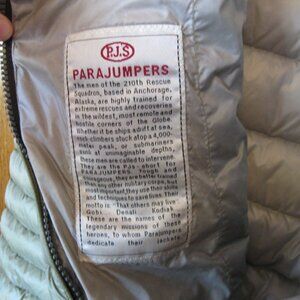 P.J.S
PARAJUMPERS
The men of the 210th Rescue
Squadron, based in Anchorage,
Alaska, are highly trained for
extreme rescues and recoveries
in the wildest, most remote and
hostile corners of the globe.
Whether it be ships adrift at sea,
rock-climbers stuck atop a 4,000
meter peak, or submariners
lost at unimaginable depths,
these men are called to intervene.
They are the PJs -short for
PARAJUMPERS. Tough and
courageous, they are better trained
than any other military corps, but
most important, they use their skills
and techniques to save lives. Their
motto is: "That others may live".
Gobi Denali Kodiak
These are the names of the
legendary missions of these
heroes, to whom Parajumpers
dedicate their jackets